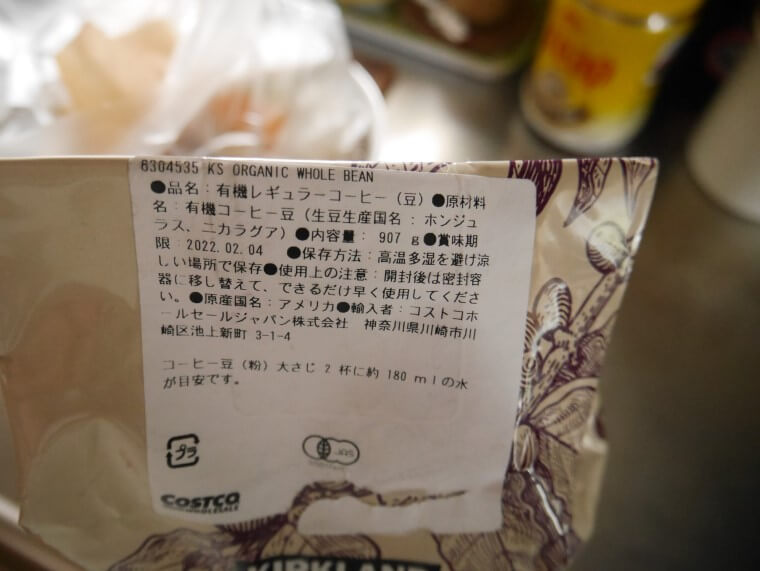 6304535 KS ORGANIC WHOLE BEAN
●品名：有機レギュラーコーヒー（豆）●原材料
名：有機コーヒー豆（生豆生産国名：ホンジュ
ラス、ニカラグア）●内容量： 907 g●賞味期
限：2022.02.04 ●保存方法：高温多湿を避け涼
しい場所で保存●使用上の注意：開封後は密封容
器に移し替えて、できるだけ早く使用してくださ
い。●原産国名：アメリカ●輸入者：コストコホ
ールセールジャパン株式会社 神奈川県川崎市川
崎区池上新町 3-1-4
コーヒー豆（粉）大さじ 2 杯に約 180 mlの水
が目安です。
プラ
JAS
COSTCO
WHOLESALE
KIRKLAND